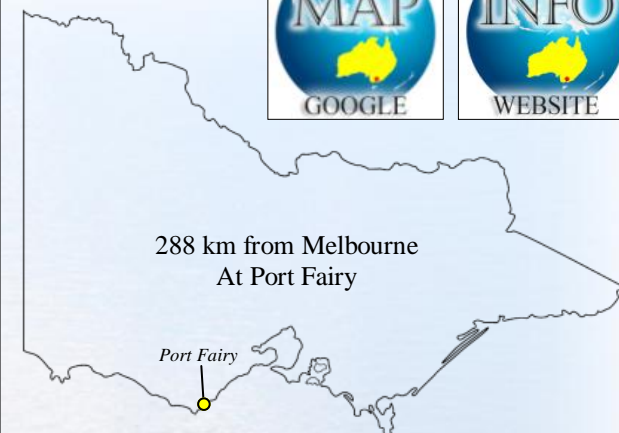 MAP
INFO
GOOGLE
WEBSITE
288 km from Melbourne
At Port Fairy
Port Fairy